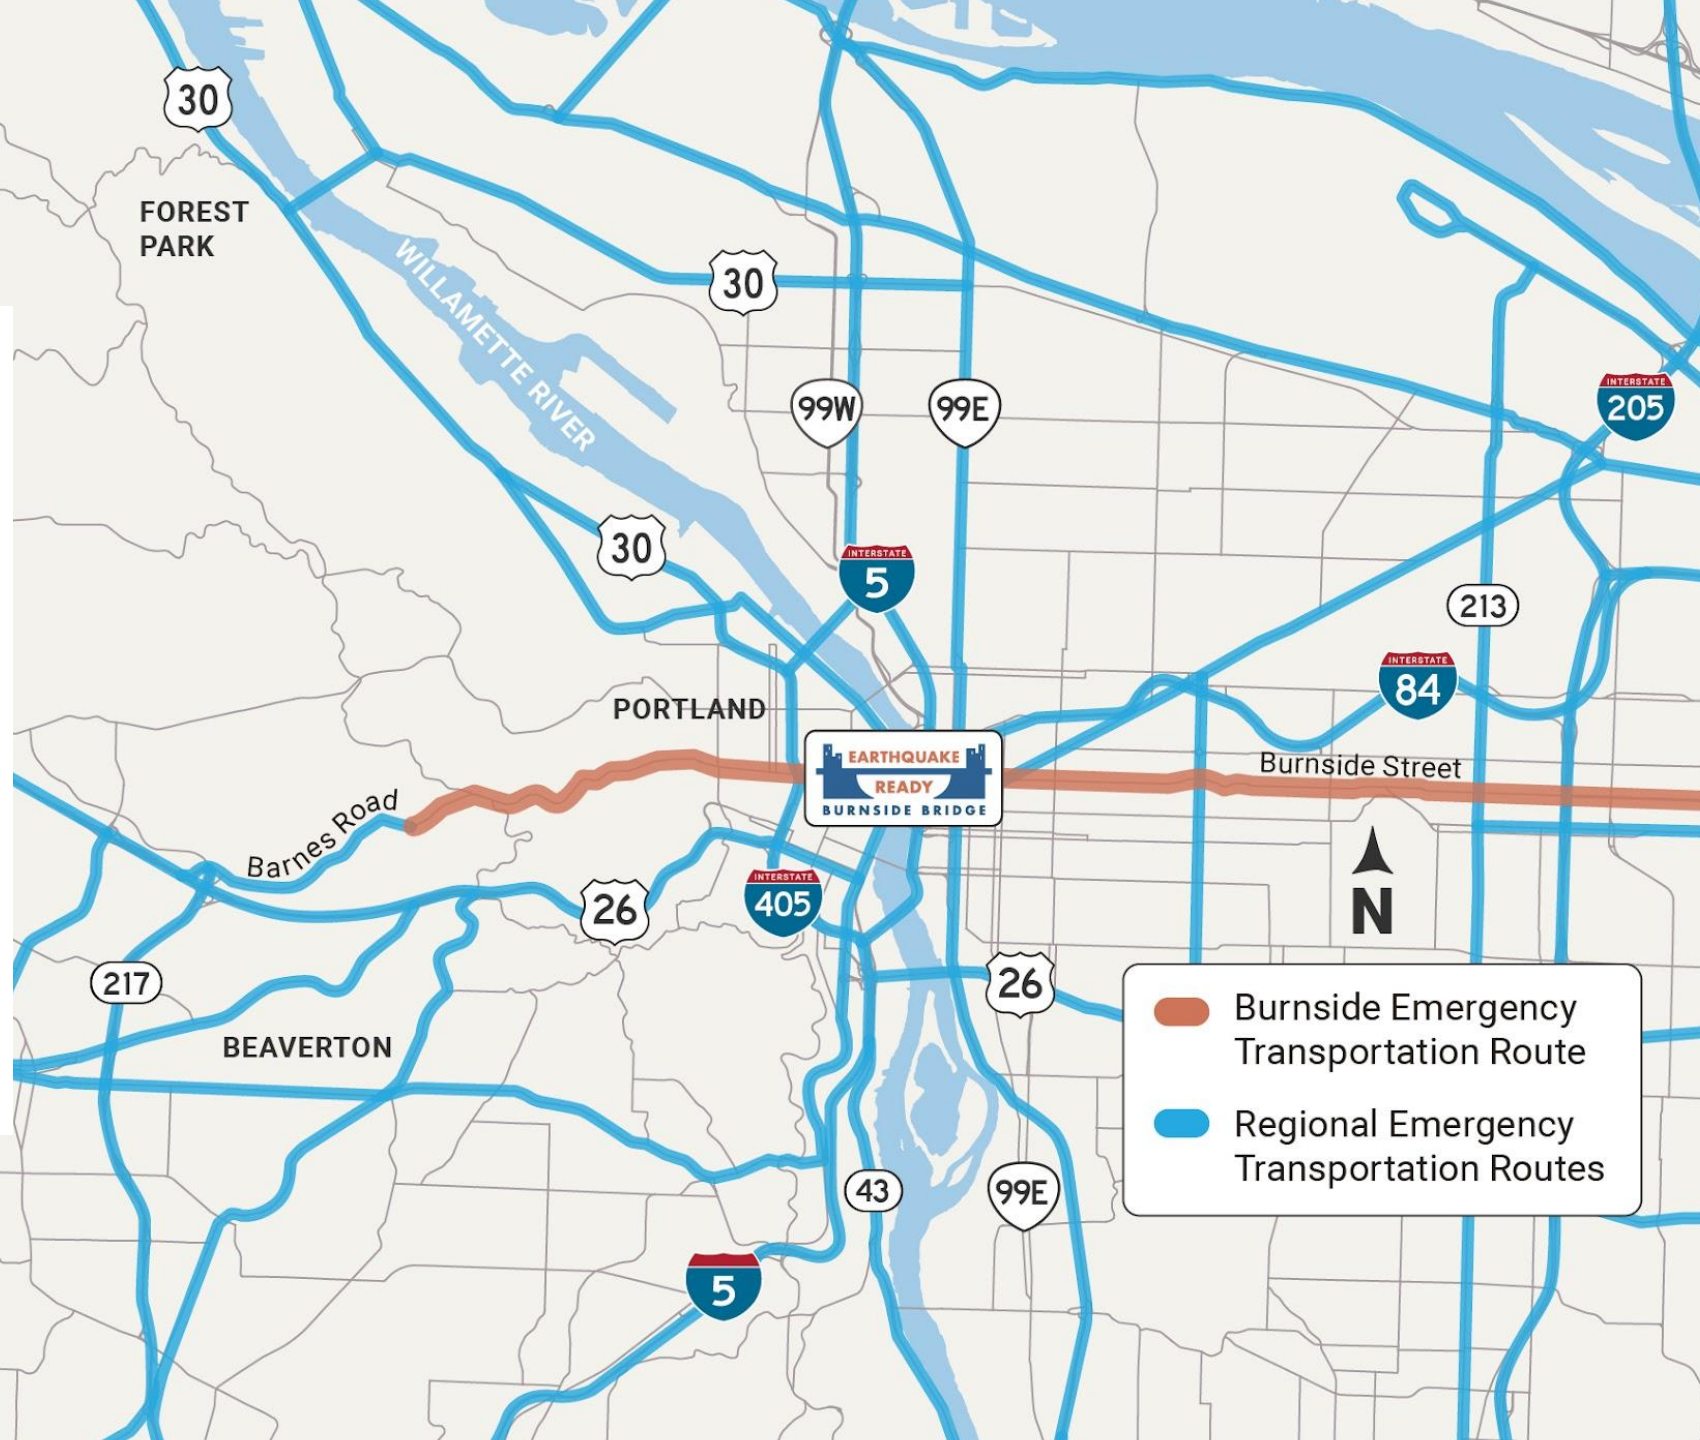 30
FOREST
PARK
WILLAMETTE RIVER
30
99W
99E
INTERSTATE
205
30
INTERSTATE
5
213
INTERSTATE
84
PORTLAND
EARTHQUAKE
READY
BURNSIDE BRIDGE
Burnside Street
Barnes Road
26
INTERSTATE
405
N
217
26
BEAVERTON
Burnside Emergency
Transportation Route
Regional Emergency
Transportation Routes
43
99E
5